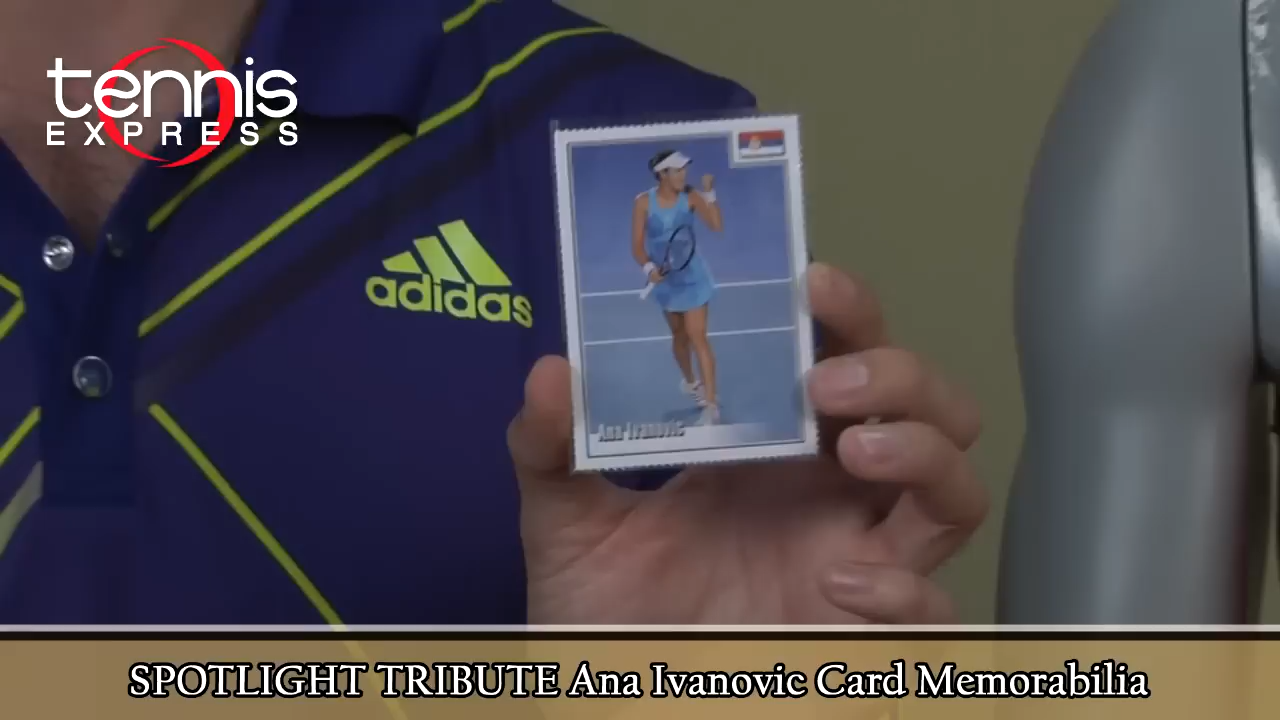 tennis
EXPRESS
adidas
Ana Ivanovic
SPOTLIGHT TRIBUTE Ana Ivanovic Card Memorabilia